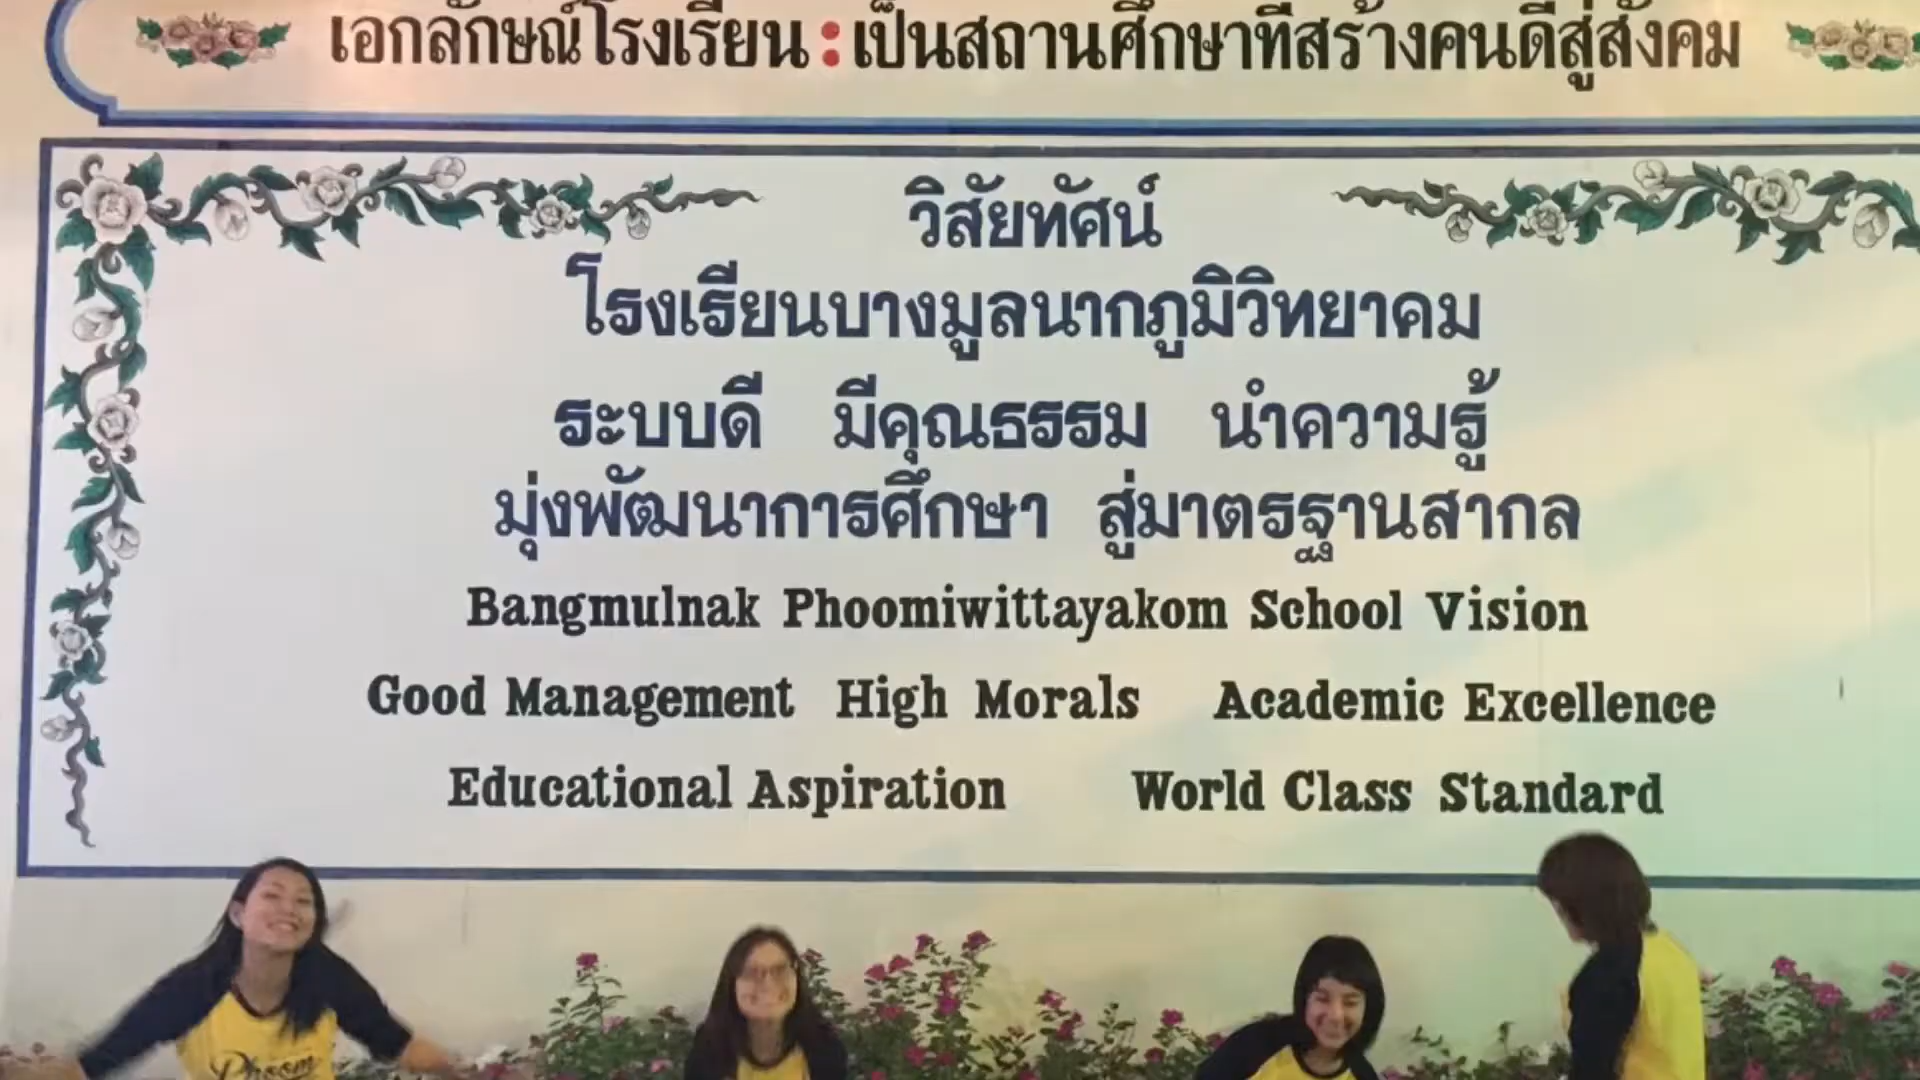 เอกลักษณ์โรงเรียน : เป็นสถานศึกษาที่สร้างคนดีสู่สังคม
วิสัยทัศน์
โรงเรียนบางมูลนากภูมิวิทยาคม
ระบบดี มีคุณธรรม นำความรู้
มุ่งพัฒนาการศึกษา สู่มาตรฐานสากล
Bangmulnak Phoomiwittayakom School Vision
Good Management High Morals Academic Excellence
Educational Aspiration World Class Standard
Phoom